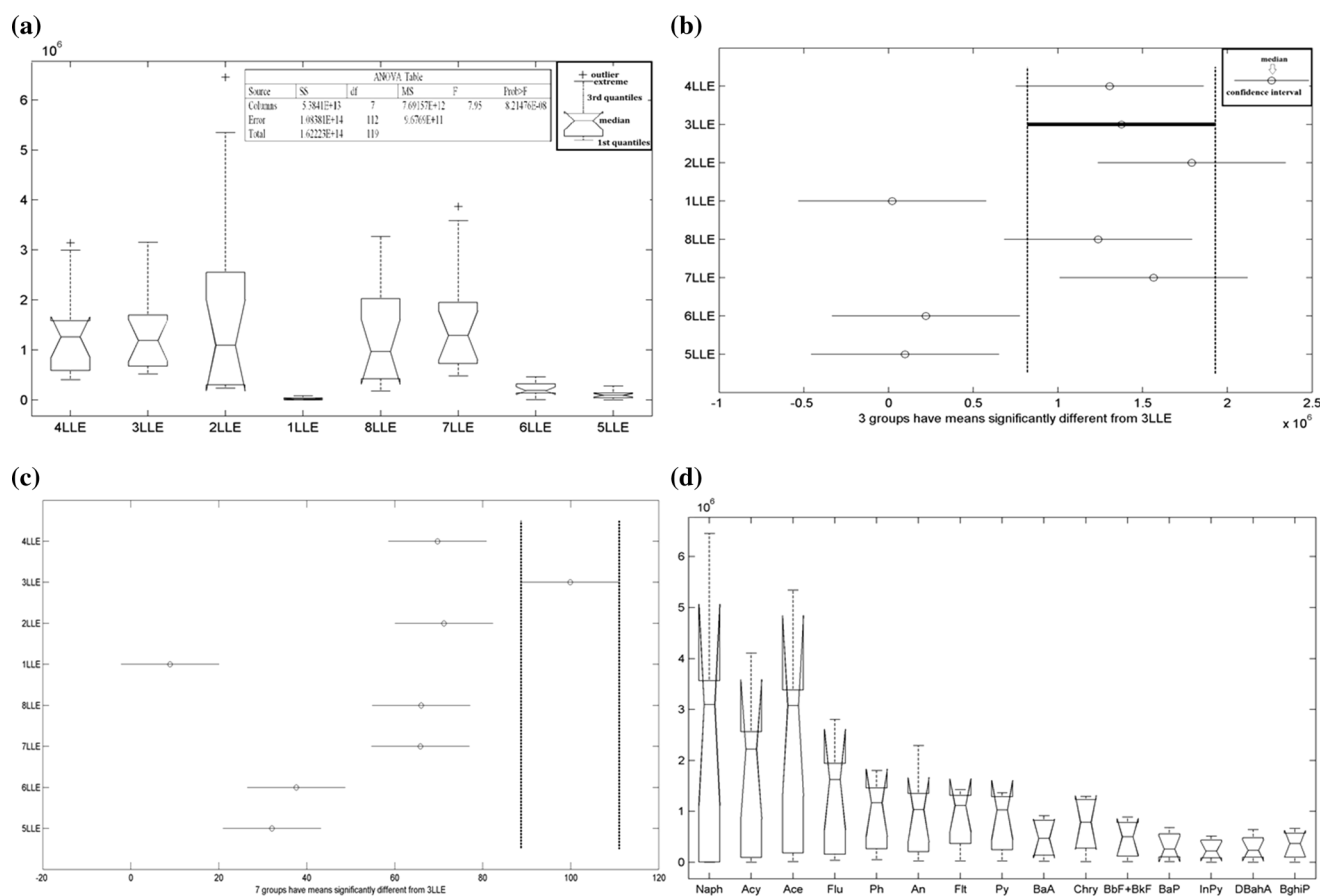 (a)
10^6
6
5
4
3
2
1
0
4LLE 3LLE 2LLE 1LLE 8LLE 7LLE 6LLE 5LLE
ANOVA Table
Source SS df MS F Prob>F
Columns 5.3841E+13 7 7.69157E+12 7.95 8.21476E-08
Error 1.08381E+14 112 9.6769E+11
Total 1.62223E+14 119
outlier
extreme
3rd quantiles
median
1st quantiles
(b)
median
confidence interval
4LLE
3LLE
2LLE
1LLE
8LLE
7LLE
6LLE
5LLE
-1 -0.5 0 0.5 1 1.5 2 2.5
x 10^6
3 groups have means significantly different from 3LLE
(c)
4LLE
3LLE
2LLE
1LLE
8LLE
7LLE
6LLE
5LLE
-20 0 20 40 60 80 100 120
7 groups have means significantly different from 3LLE
(d)
10^6
6
5
4
3
2
1
0
Naph Acy Ace Flu Ph An Flt Py BaA Chry BbF+BkF BaP InPy DBahA BghiP